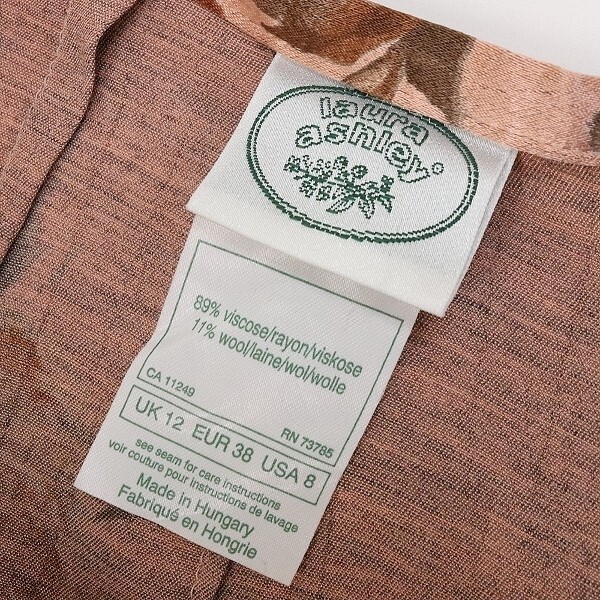 laura
ashley®
89% viscose/rayon/viskose
11% wool/laine/wol/wolle
CA 11249 RN 73785
UK 12 EUR 38 USA 8
see seam for care instructions
voir couture pour instructions de lavage
Made in Hungary
Fabriqué en Hongrie